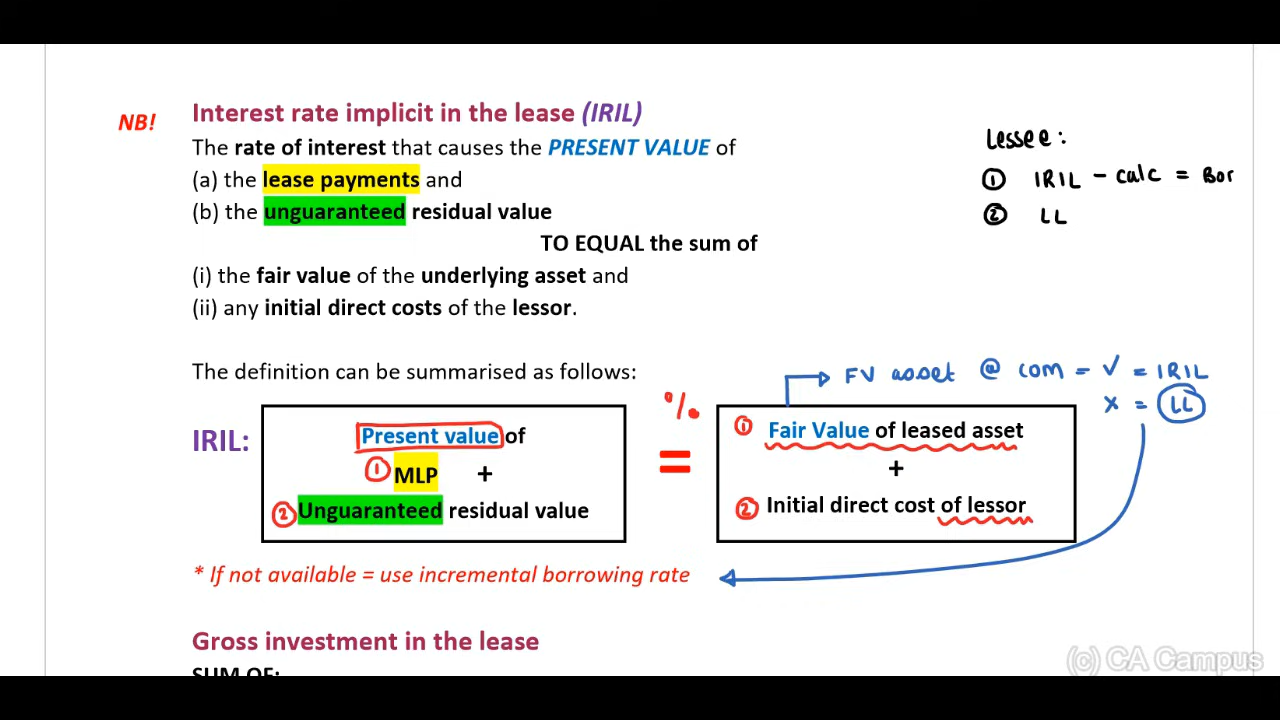 NB!
Interest rate implicit in the lease (IRIL)
The rate of interest that causes the PRESENT VALUE of
(a) the lease payments and
(b) the unguaranteed residual value
TO EQUAL the sum of
(i) the fair value of the underlying asset and
(ii) any initial direct costs of the lessor.
Lessee:
① IRIL - calc = Bor
② LL
The definition can be summarised as follows:
FV asset @ com = √ = IRIL
X = LL
IRIL:
Present value of
① MLP +
② Unguaranteed residual value
%
=
① Fair Value of leased asset
+
② Initial direct cost of lessor
* If not available = use incremental borrowing rate
Gross investment in the lease
SUM OF:
(c) CA Campus